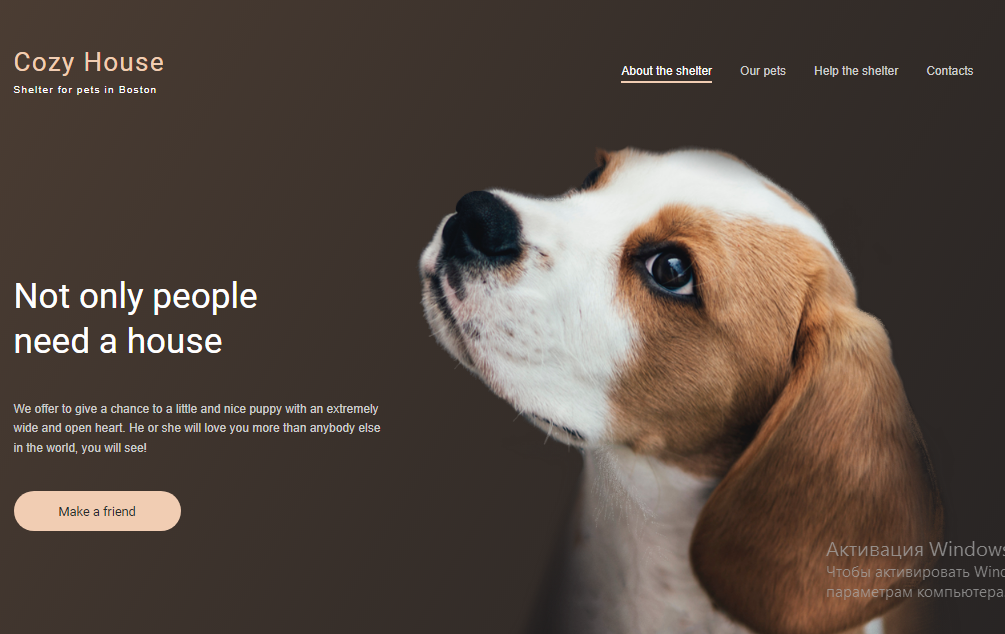 Cozy House
Shelter for pets in Boston
About the shelter Our pets Help the shelter Contacts
Not only people
need a house
We offer to give a chance to a little and nice puppy with an extremely
wide and open heart. He or she will love you more than anybody else
in the world, you will see!
Make a friend
Активация Windows
Чтобы активировать Wind
параметрам компьютера